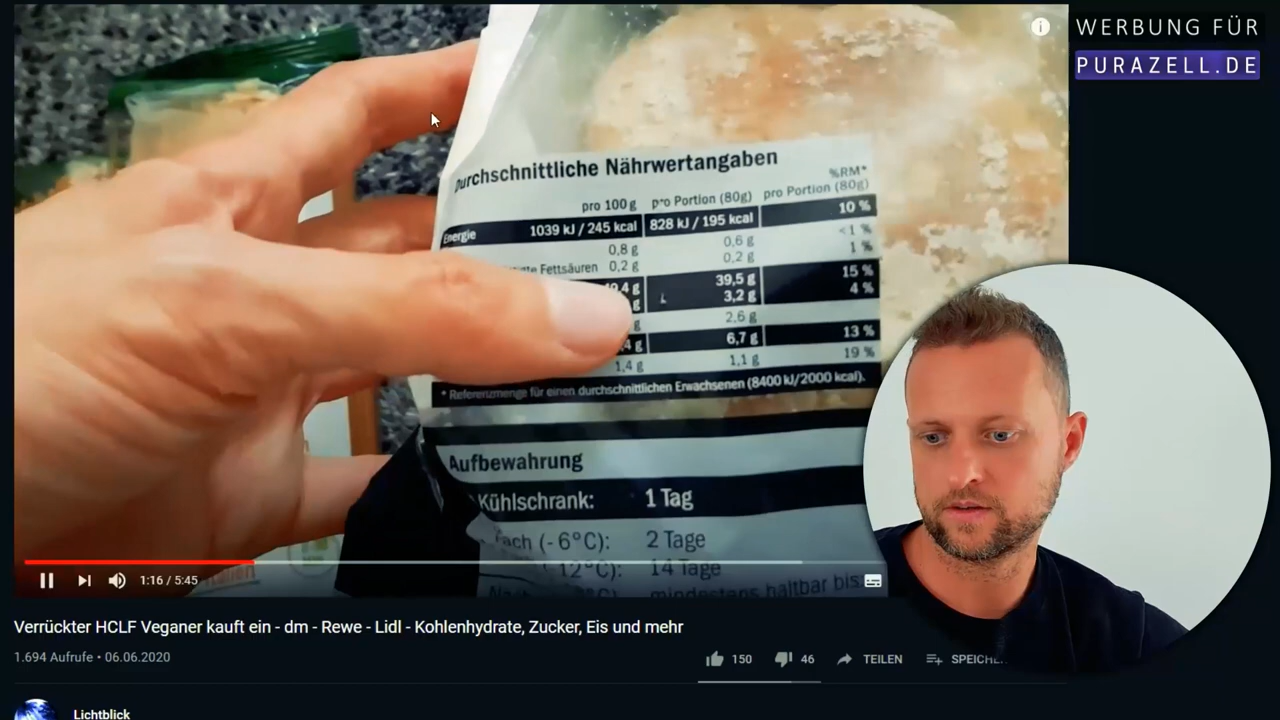 WERBUNG FÜR
PURAZELL.DE
Durchschnittliche Nährwertangaben
%RM*
pro 100 g pro Portion (80g) pro Portion (80g)
Energie 1039 kJ / 245 kcal 828 kJ / 195 kcal 10 %
0,8 g 0,6 g <1 %
Fettsäuren 0,2 g 0,2 g 1 %
39,5 g 15 %
g 3,2 g 4 %
g 2,6 g
g 6,7 g 13 %
1,4 g 1,1 g 19 %
* Referenzmenge für einen durchschnittlichen Erwachsenen (8400 kJ/2000 kcal).
Aufbewahrung
Kühlschrank: 1 Tag
(-6°C): 2 Tage
12°C): 14 Tage
mindestens haltbar bis
1:16 / 5:45
Verrückter HCLF Veganer kauft ein - dm - Rewe - Lidl - Kohlenhydrate, Zucker, Eis und mehr
1.694 Aufrufe • 06.06.2020
150 46 TEILEN
Lichtblick